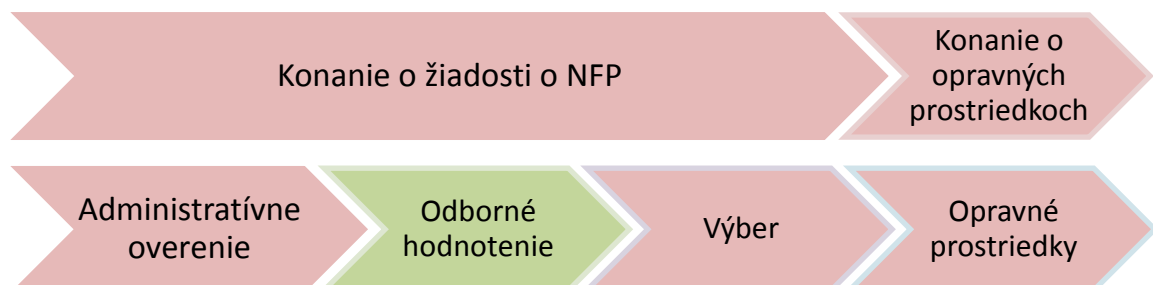 Konanie o žiadosti o NFP
Konanie o
opravných
prostriedkoch
Administratívne
overenie
Odborné
hodnotenie
Výber
Opravné
prostriedky